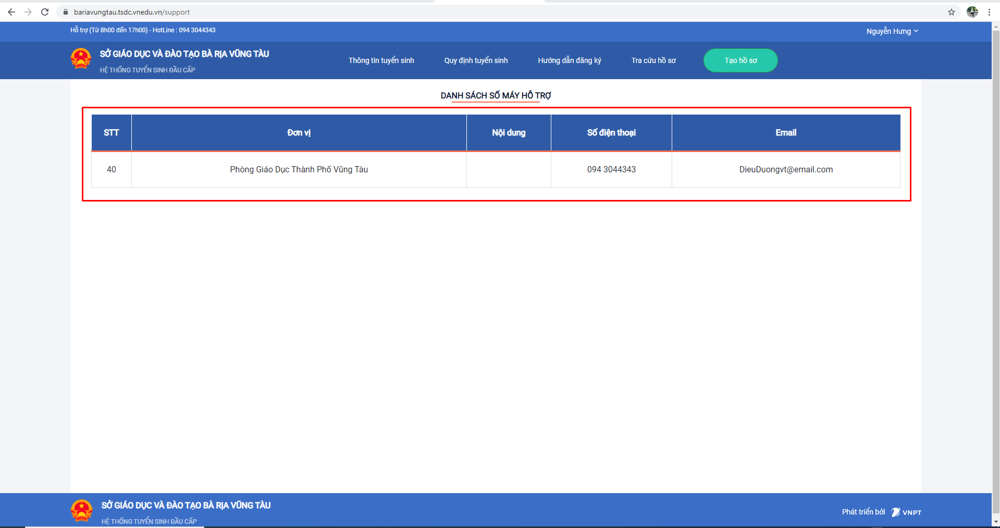 bariavungtau.tsdc.vnedu.vn/support
Hỗ trợ (Từ 8h00 đến 17h00) - HotLine : 094 3044343
Nguyễn Hưng
SỞ GIÁO DỤC VÀ ĐÀO TẠO BÀ RỊA VŨNG TÀU
HỆ THỐNG TUYỂN SINH ĐẦU CẤP
Thông tin tuyển sinh
Quy định tuyển sinh
Hướng dẫn đăng ký
Tra cứu hồ sơ
Tạo hồ sơ
DANH SÁCH SỐ MÁY HỖ TRỢ
STT Đơn vị Nội dung Số điện thoại Email
40 Phòng Giáo Dục Thành Phố Vũng Tàu 094 3044343 DieuDuongvt@email.com
SỞ GIÁO DỤC VÀ ĐÀO TẠO BÀ RỊA VŨNG TÀU
HỆ THỐNG TUYỂN SINH ĐẦU CẤP
Phát triển bởi VNPT